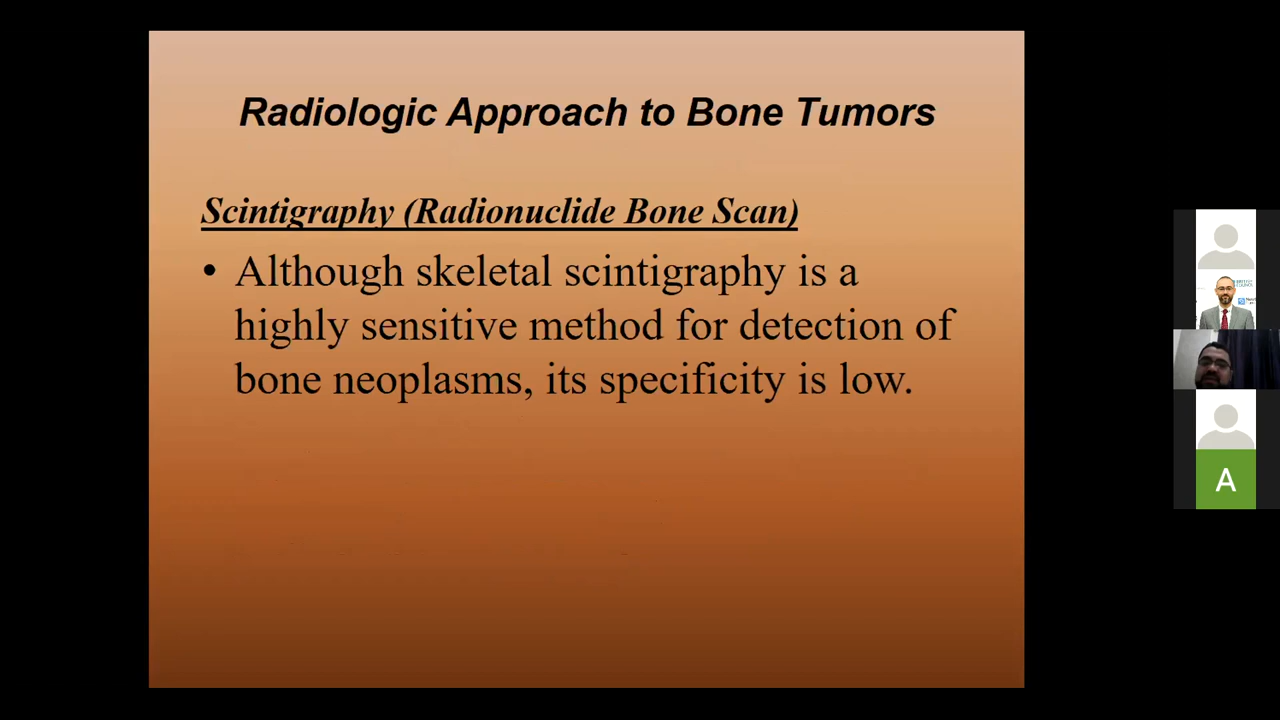 Radiologic Approach to Bone Tumors
Scintigraphy (Radionuclide Bone Scan)
• Although skeletal scintigraphy is a
highly sensitive method for detection of
bone neoplasms, its specificity is low.
A